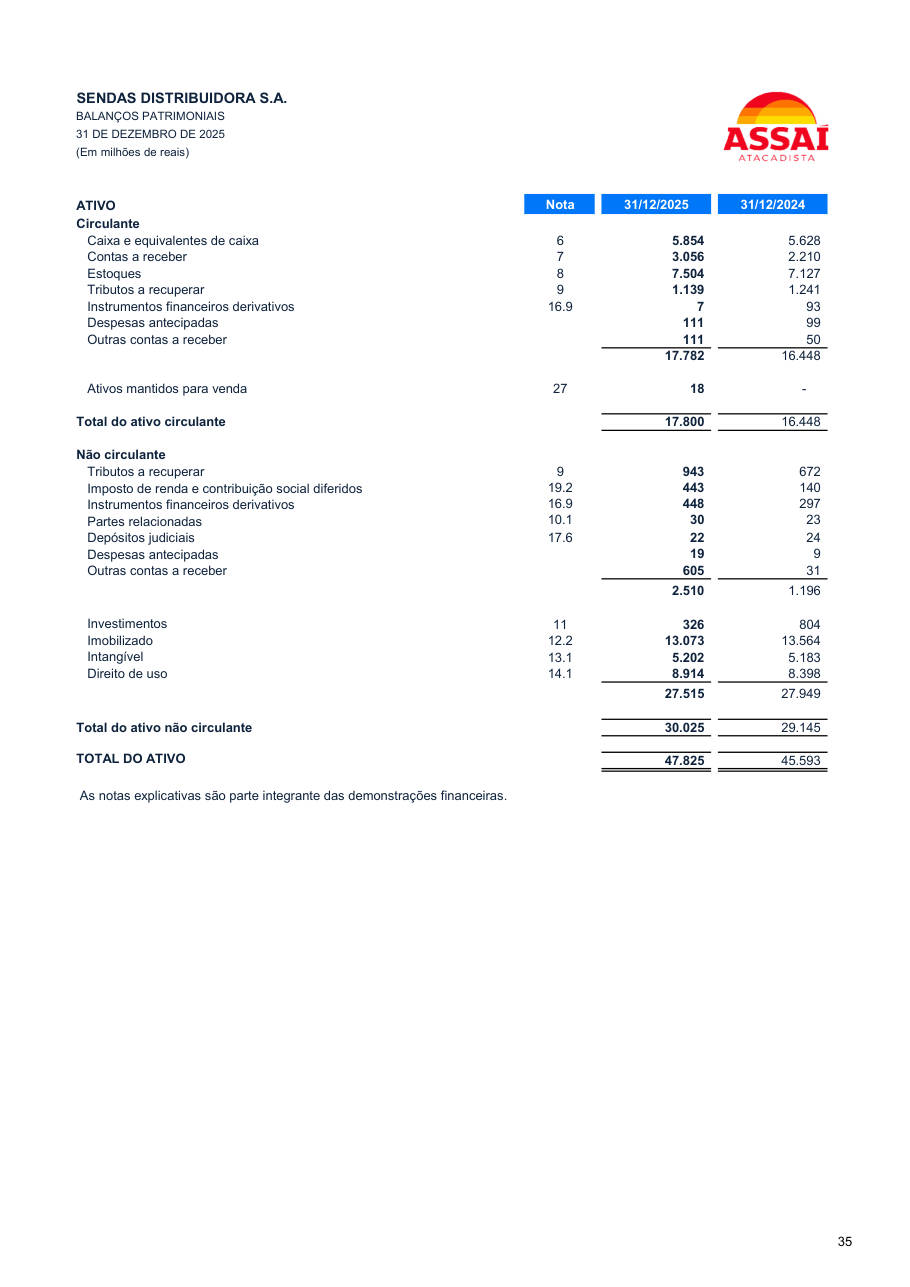 SENDAS DISTRIBUIDORA S.A.
BALANÇOS PATRIMONIAIS
31 DE DEZEMBRO DE 2025
(Em milhões de reais)
ASSAÍ
ATACADISTA
ATIVO Nota 31/12/2025 31/12/2024
Circulante
Caixa e equivalentes de caixa 6 5.854 5.628
Contas a receber 7 3.056 2.210
Estoques 8 7.504 7.127
Tributos a recuperar 9 1.139 1.241
Instrumentos financeiros derivativos 16.9 7 93
Despesas antecipadas 111 99
Outras contas a receber 111 50
17.782 16.448
Ativos mantidos para venda 27 18 -
Total do ativo circulante 17.800 16.448
Não circulante
Tributos a recuperar 9 943 672
Imposto de renda e contribuição social diferidos 19.2 443 140
Instrumentos financeiros derivativos 16.9 448 297
Partes relacionadas 10.1 30 23
Depósitos judiciais 17.6 22 24
Despesas antecipadas 19 9
Outras contas a receber 605 31
2.510 1.196
Investimentos 11 326 804
Imobilizado 12.2 13.073 13.564
Intangível 13.1 5.202 5.183
Direito de uso 14.1 8.914 8.398
27.515 27.949
Total do ativo não circulante 30.025 29.145
TOTAL DO ATIVO 47.825 45.593
As notas explicativas são parte integrante das demonstrações financeiras.
35